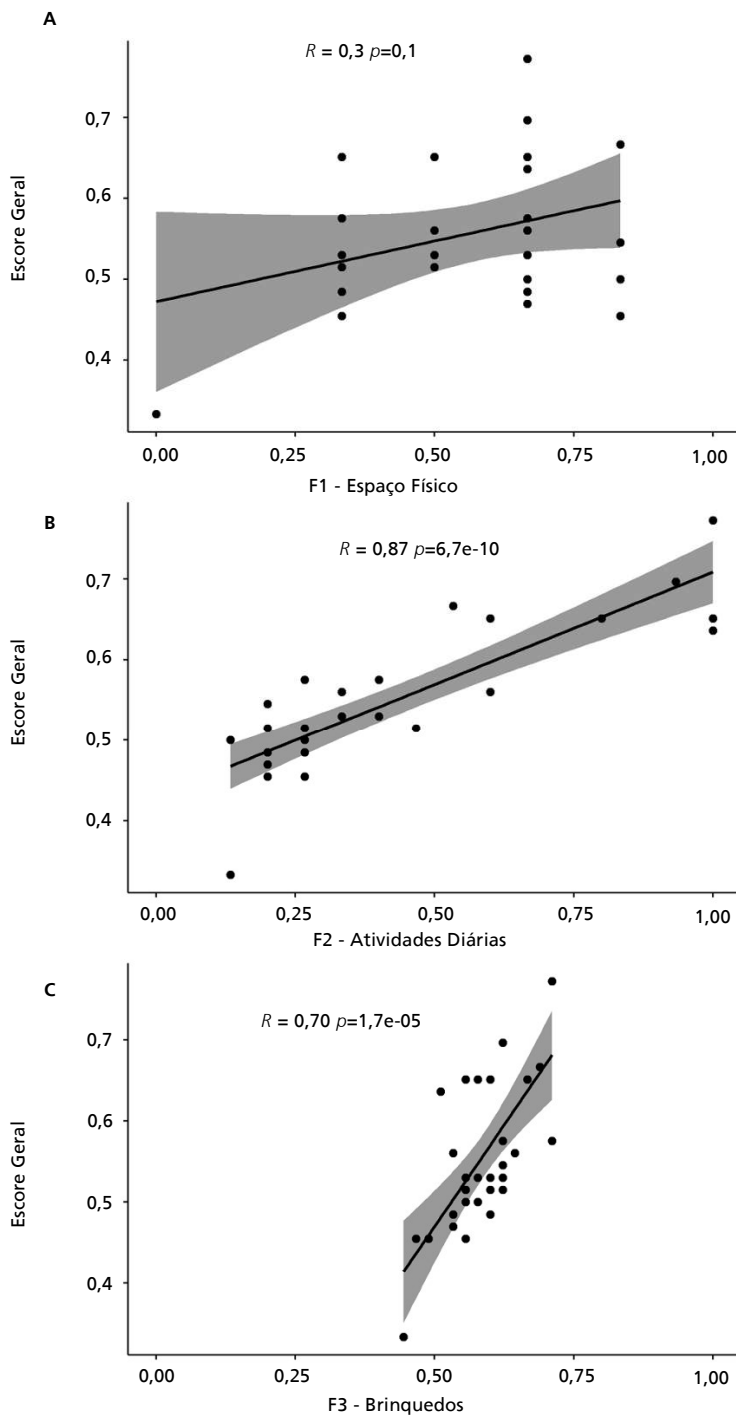 A
R = 0,3 p=0,1
Escore Geral
0,7
0,6
0,5
0,4
0,00 0,25 0,50 0,75 1,00
F1 - Espaço Físico
B
R = 0,87 p=6,7e-10
Escore Geral
0,7
0,6
0,5
0,4
0,00 0,25 0,50 0,75 1,00
F2 - Atividades Diárias
C
R = 0,70 p=1,7e-05
Escore Geral
0,7
0,6
0,5
0,4
0,00 0,25 0,50 0,75 1,00
F3 - Brinquedos